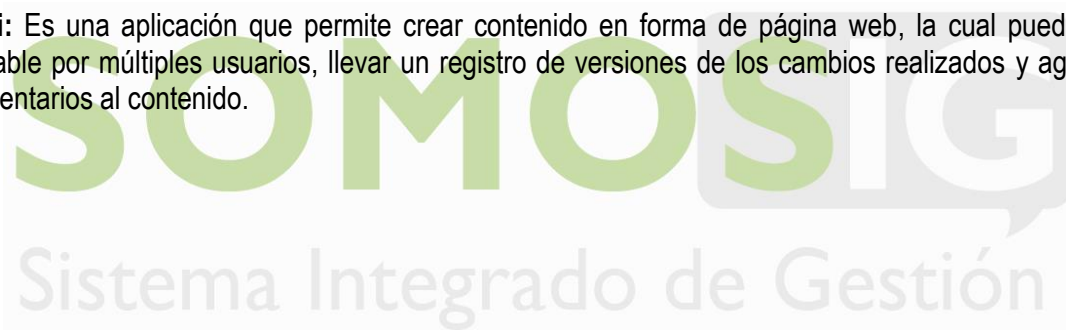 i: Es una aplicación que permite crear contenido en forma de página web, la cual pued
able por múltiples usuarios, llevar un registro de versiones de los cambios realizados y ag
entarios al contenido.
SOMOSIG
Sistema Integrado de Gestión